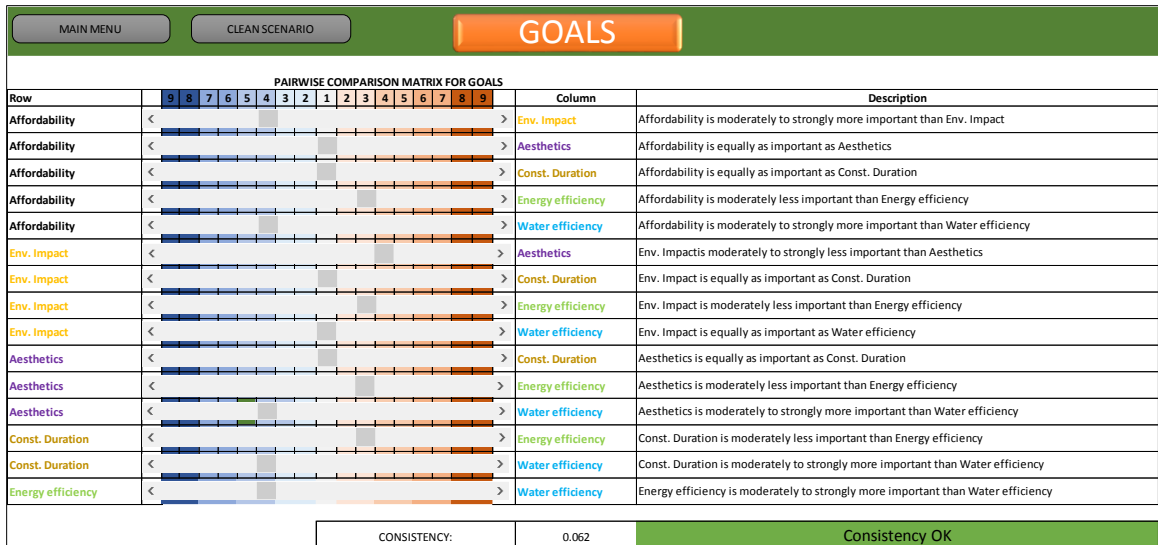 MAIN MENU CLEAN SCENARIO GOALS
PAIRWISE COMPARISON MATRIX FOR GOALS
Row 9 8 7 6 5 4 3 2 1 2 3 4 5 6 7 8 9 Column Description
Affordability < > Env. Impact Affordability is moderately to strongly more important than Env. Impact
Affordability < > Aesthetics Affordability is equally as important as Aesthetics
Affordability < > Const. Duration Affordability is equally as important as Const. Duration
Affordability < > Energy efficiency Affordability is moderately less important than Energy efficiency
Affordability < > Water efficiency Affordability is moderately to strongly more important than Water efficiency
Env. Impact < > Aesthetics Env. Impactis moderately to strongly less important than Aesthetics
Env. Impact < > Const. Duration Env. Impact is equally as important as Const. Duration
Env. Impact < > Energy efficiency Env. Impact is moderately less important than Energy efficiency
Env. Impact < > Water efficiency Env. Impact is equally as important as Water efficiency
Aesthetics < > Const. Duration Aesthetics is equally as important as Const. Duration
Aesthetics < > Energy efficiency Aesthetics is moderately less important than Energy efficiency
Aesthetics < > Water efficiency Aesthetics is moderately to strongly more important than Water efficiency
Const. Duration < > Energy efficiency Const. Duration is moderately less important than Energy efficiency
Const. Duration < > Water efficiency Const. Duration is moderately to strongly more important than Water efficiency
Energy efficiency < > Water efficiency Energy efficiency is moderately to strongly more important than Water efficiency
CONSISTENCY: 0.062 Consistency OK